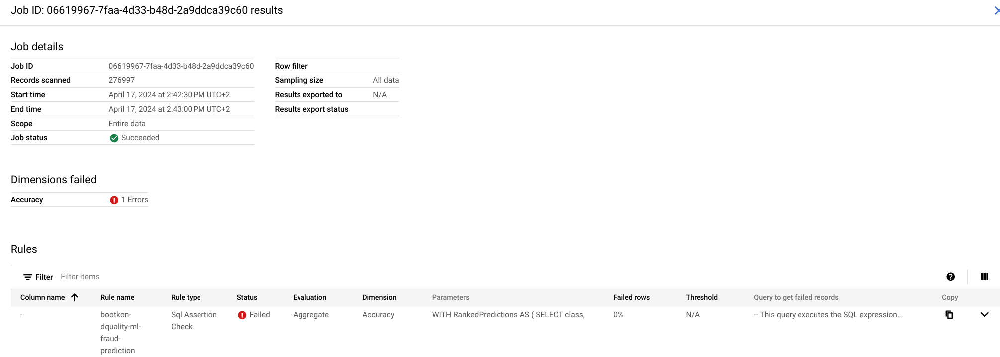 Job ID: 06619967-7faa-4d33-b48d-2a9ddca39c60 results
Job details
Job ID 06619967-7faa-4d33-b48d-2a9ddca39c60
Records scanned 276997
Start time April 17, 2024 at 2:42:30 PM UTC+2
End time April 17, 2024 at 2:43:00 PM UTC+2
Scope Entire data
Job status Succeeded
Row filter
Sampling size All data
Results exported to N/A
Results export status
Dimensions failed
Accuracy 1 Errors
Rules
Filter Filter items
Column name Rule name Rule type Status Evaluation Dimension Parameters Failed rows Threshold Query to get failed records Copy
- bootkon- Sql Assertion Failed Aggregate Accuracy WITH RankedPredictions AS ( SELECT class, 0% N/A -- This query executes the SQL expression...
dquality-ml- Check
fraud-
prediction